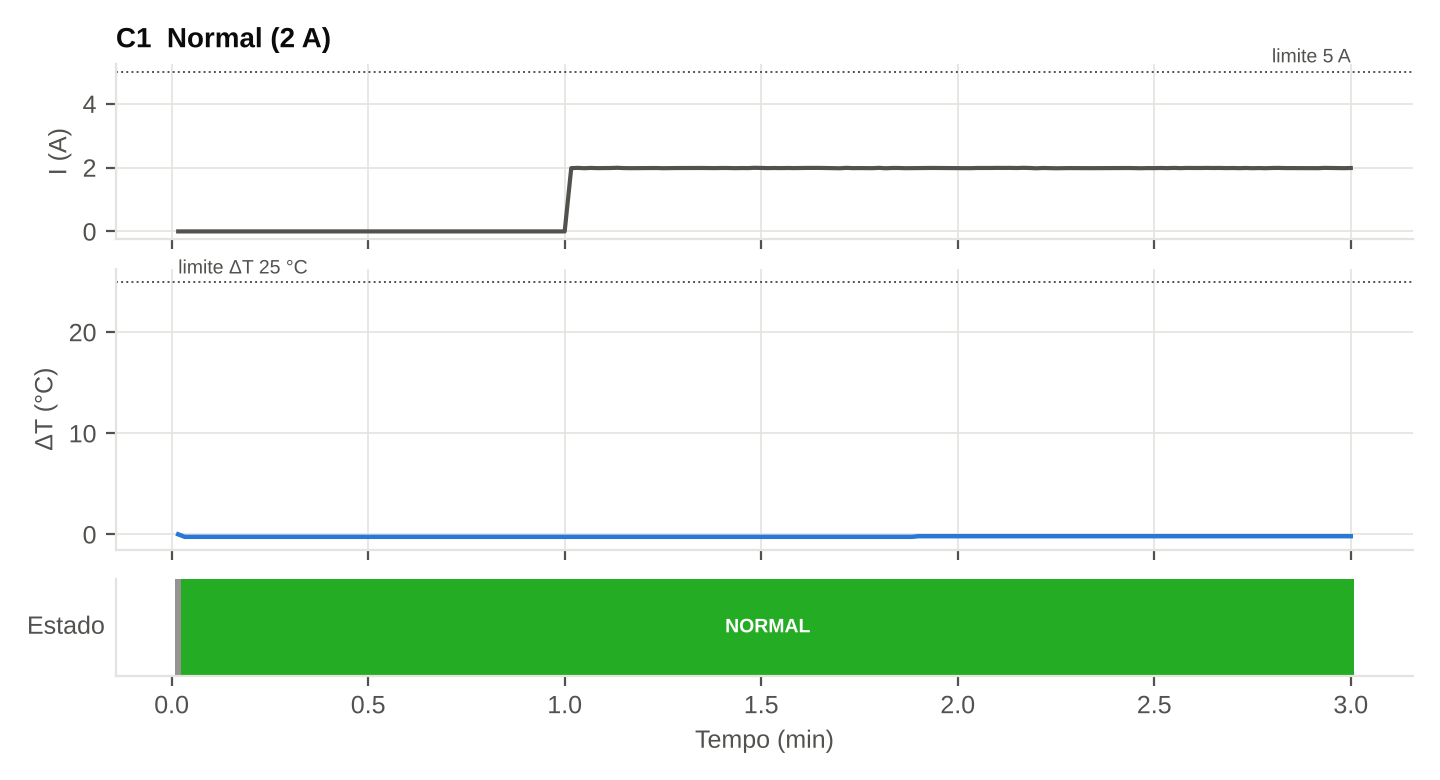 C1  Normal (2 A)
limite 5 A
I (A)
4
2
0
limite ΔT 25 °C
ΔT (°C)
20
10
0
Estado
NORMAL
0.0 0.5 1.0 1.5 2.0 2.5 3.0
Tempo (min)